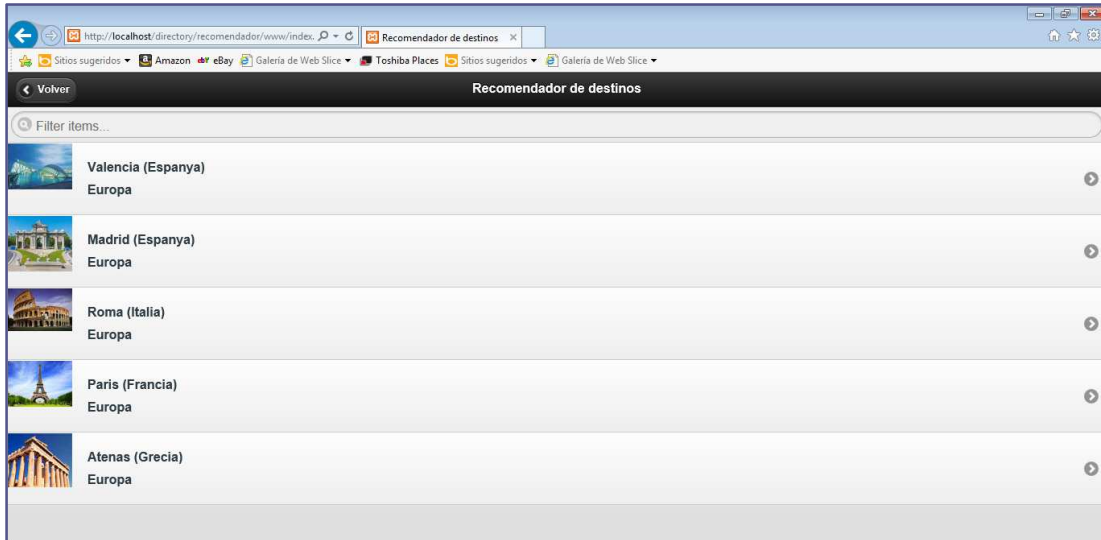 http://localhost/directory/recomendador/www/index.
Recomendador de destinos
Sitios sugeridos Amazon ebY eBay Galería de Web Slice Toshiba Places Sitios sugeridos Galería de Web Slice
Volver
Recomendador de destinos
Filter items...
Valencia (Espanya)
Europa
Madrid (Espanya)
Europa
Roma (Italia)
Europa
Paris (Francia)
Europa
Atenas (Grecia)
Europa